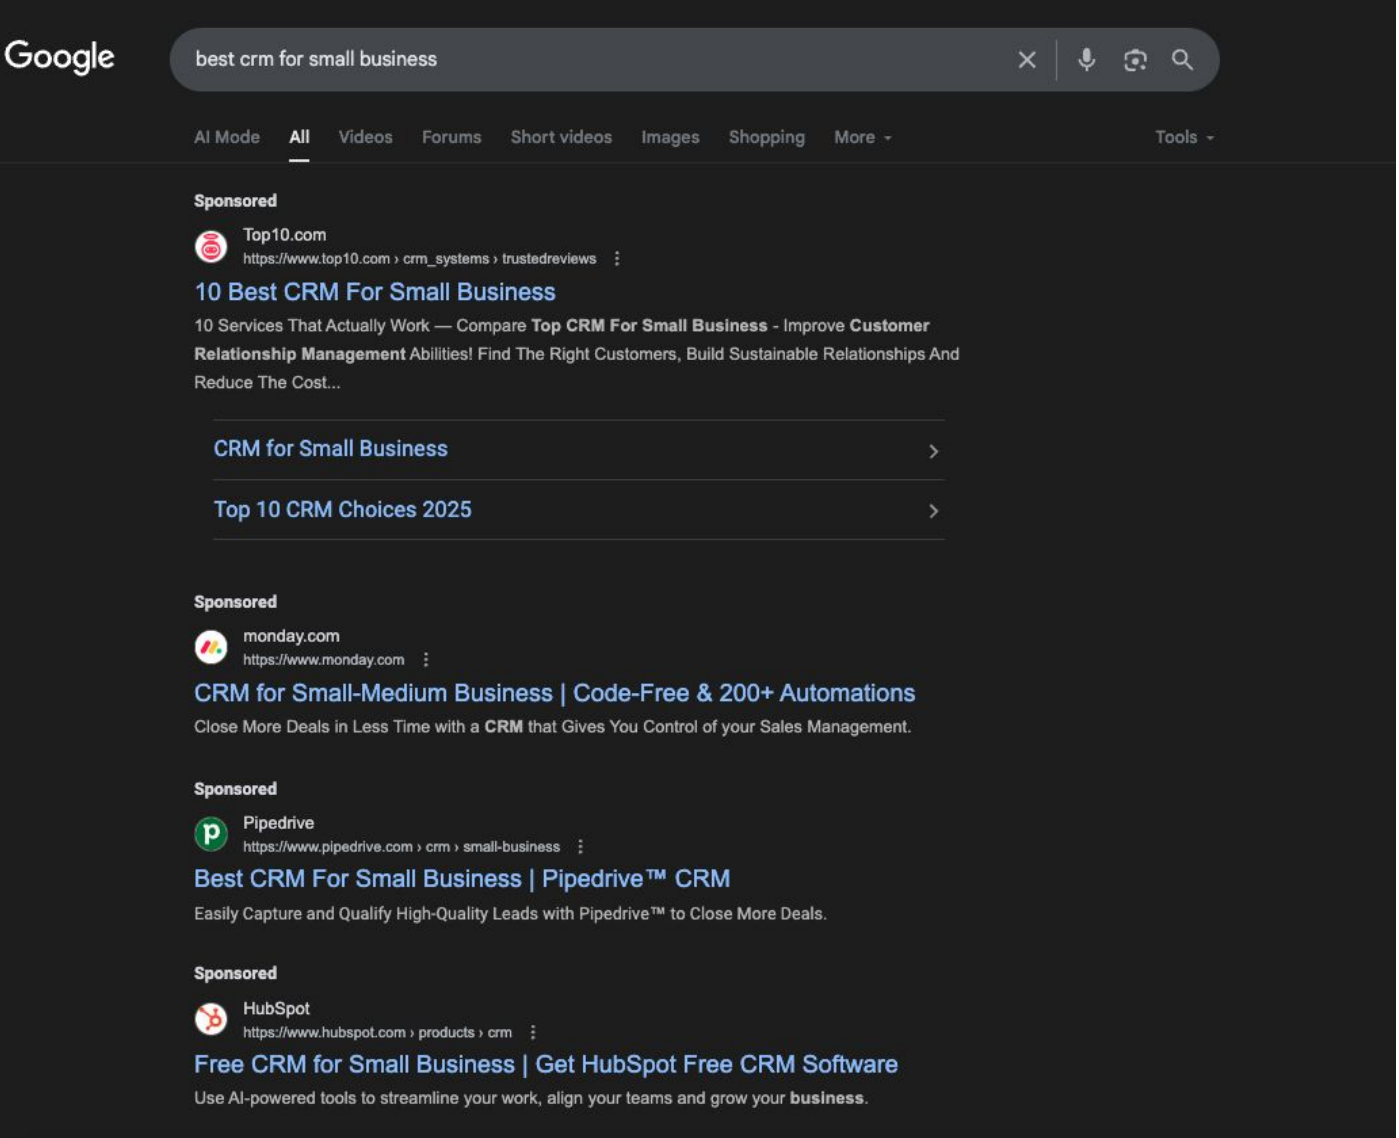 Google
best crm for small business
AI Mode All Videos Forums Short videos Images Shopping More Tools
Sponsored
Top10.com
https://www.top10.com › crm_systems › trustedreviews
10 Best CRM For Small Business
10 Services That Actually Work — Compare Top CRM For Small Business - Improve Customer
Relationship Management Abilities! Find The Right Customers, Build Sustainable Relationships And
Reduce The Cost...
CRM for Small Business
Top 10 CRM Choices 2025
Sponsored
monday.com
https://www.monday.com
CRM for Small-Medium Business | Code-Free & 200+ Automations
Close More Deals in Less Time with a CRM that Gives You Control of your Sales Management.
Sponsored
Pipedrive
https://www.pipedrive.com › crm › small-business
Best CRM For Small Business | Pipedrive™ CRM
Easily Capture and Qualify High-Quality Leads with Pipedrive™ to Close More Deals.
Sponsored
HubSpot
https://www.hubspot.com › products › crm
Free CRM for Small Business | Get HubSpot Free CRM Software
Use AI-powered tools to streamline your work, align your teams and grow your business.